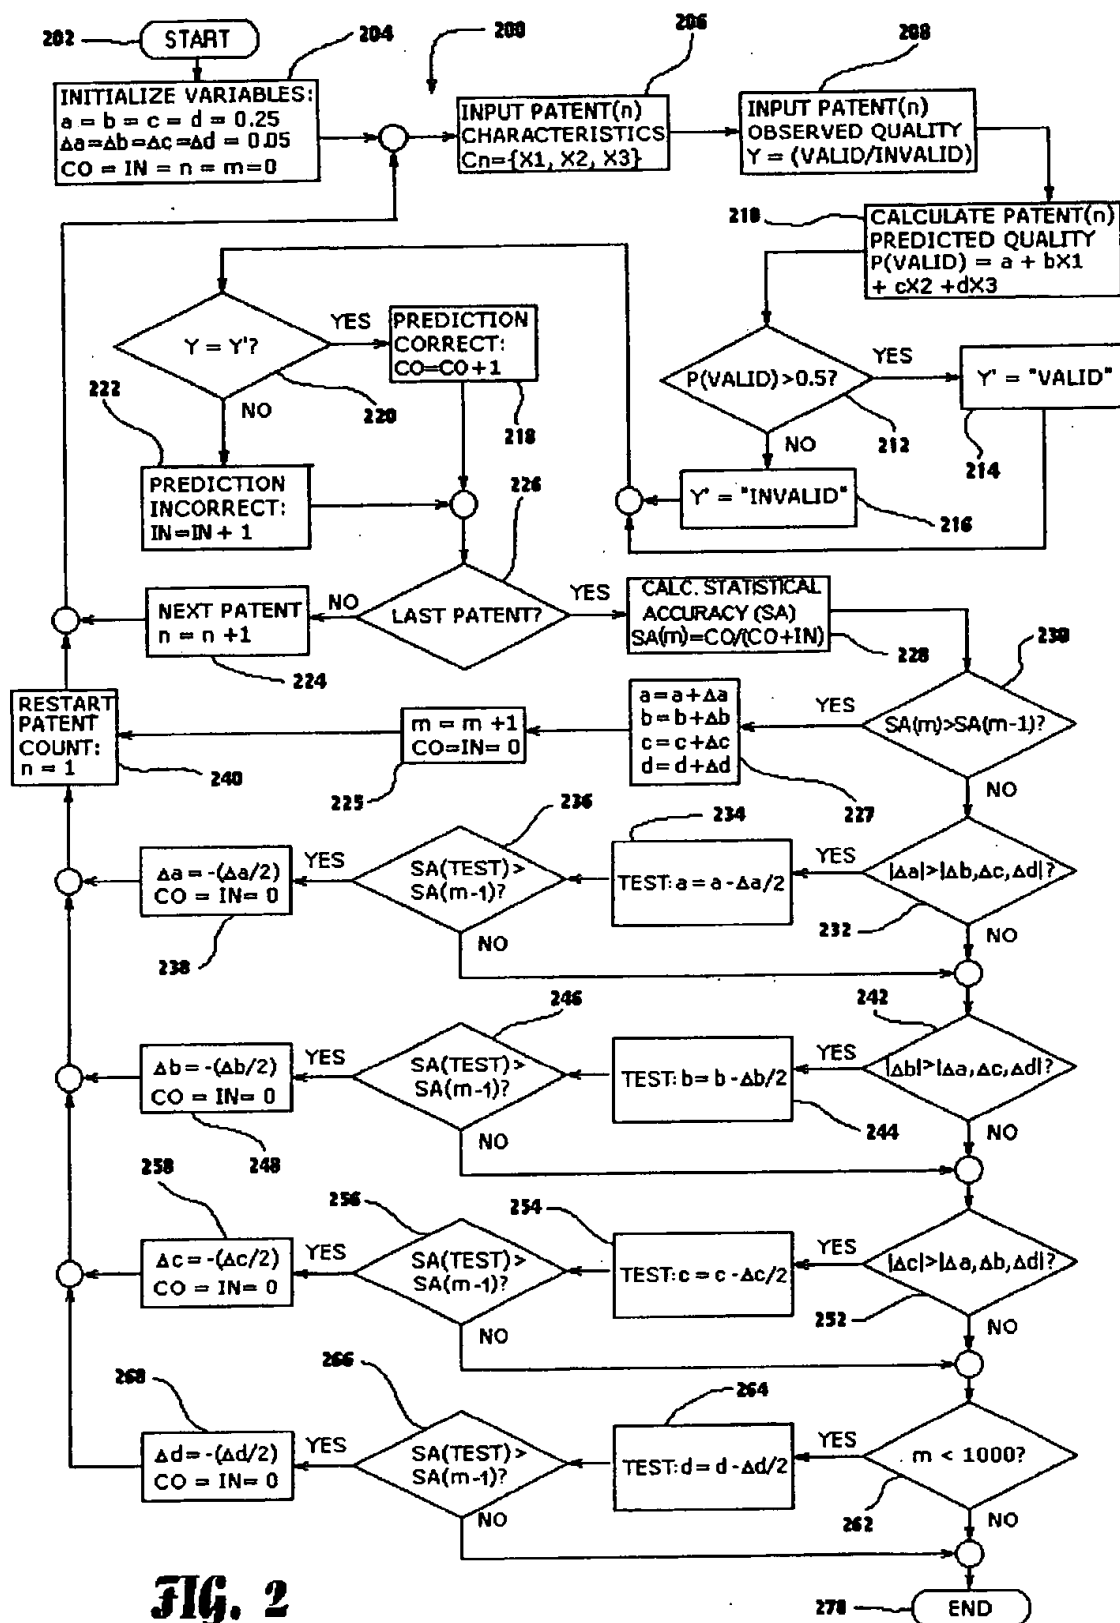 202
START
204
200
206
208
INITIALIZE VARIABLES:
a = b = c = d = 0.25
Δa=Δb=Δc=Δd = 0.05
CO = IN = n = m=0
INPUT PATENT(n)
CHARACTERISTICS
Cn={X1, X2, X3}
INPUT PATENT(n)
OBSERVED QUALITY
Y = (VALID/INVALID)
210
CALCULATE PATENT(n)
PREDICTED QUALITY
P(VALID) = a + bX1
+ cX2 +dX3
Y = Y'?
YES
PREDICTION
CORRECT:
CO=CO+1
218
220
NO
222
PREDICTION
INCORRECT:
IN=IN+1
P(VALID)>0.5?
YES
212
Y' = "VALID"
214
NO
Y' = "INVALID"
216
226
LAST PATENT?
NO
NEXT PATENT
n = n +1
224
YES
CALC. STATISTICAL
ACCURACY (SA)
SA(m)=CO/(CO+IN)
228
230
SA(m)>SA(m-1)?
YES
a=a+Δa
b=b+Δb
c=c+Δc
d=d+Δd
227
m = m +1
CO=IN= 0
225
RESTART
PATENT
COUNT:
n = 1
240
NO
|Δa|>|Δb,Δc,Δd|?
232
YES
234
TEST: a = a -Δa/2
236
SA(TEST)>
SA(m-1)?
YES
Δa = -(Δa/2)
CO = IN= 0
238
NO
NO
242
|Δb|>|Δa,Δc,Δd|?
YES
TEST: b = b -Δb/2
244
246
SA(TEST)>
SA(m-1)?
YES
Δb = -(Δb/2)
CO = IN= 0
248
NO
NO
|Δc|>|Δa,Δb,Δd|?
252
YES
254
TEST: c = c -Δc/2
256
SA(TEST)>
SA(m-1)?
YES
258
Δc = -(Δc/2)
CO = IN= 0
NO
NO
m < 1000?
262
YES
264
TEST: d = d -Δd/2
266
SA(TEST)>
SA(m-1)?
YES
268
Δd = -(Δd/2)
CO = IN= 0
NO
NO
270
END
FIG. 2